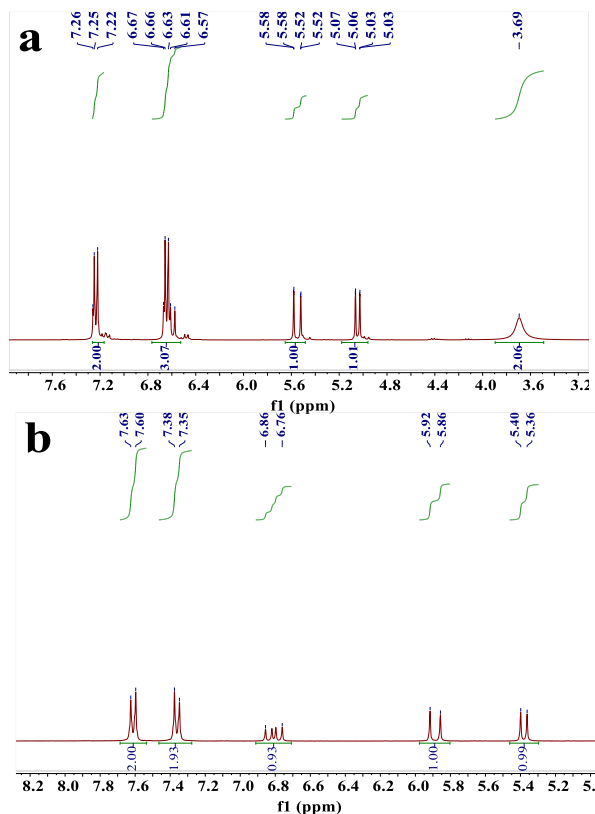 a
7.26 7.25 7.22 6.67 6.66 6.63 6.61 6.57 5.58 5.58 5.52 5.52 5.07 5.06 5.03 5.03 3.69
2.00 3.07 1.00 1.01 2.06
7.6 7.2 6.8 6.4 6.0 5.6 5.2 4.8 4.4 4.0 3.6 3.2
f1 (ppm)
b
7.63 7.60 7.38 7.35 6.86 6.76 5.92 5.86 5.40 5.36
2.00 1.93 0.93 1.00 0.99
8.2 8.0 7.8 7.6 7.4 7.2 7.0 6.8 6.6 6.4 6.2 6.0 5.8 5.6 5.4 5.2 5.0
f1 (ppm)